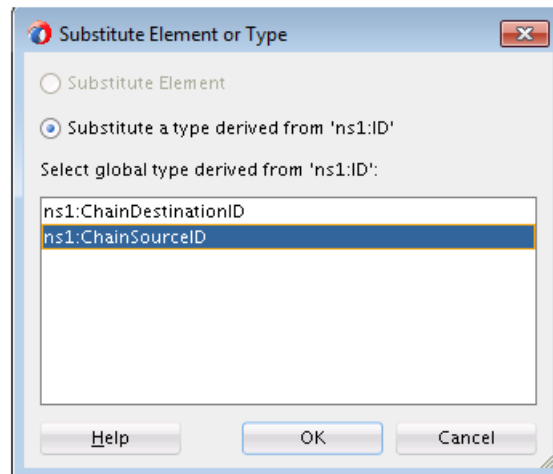 Substitute Element or Type
Substitute Element
Substitute a type derived from 'ns1:ID'
Select global type derived from 'ns1:ID':
ns1:ChainDestinationID
ns1:ChainSourceID
Help OK Cancel